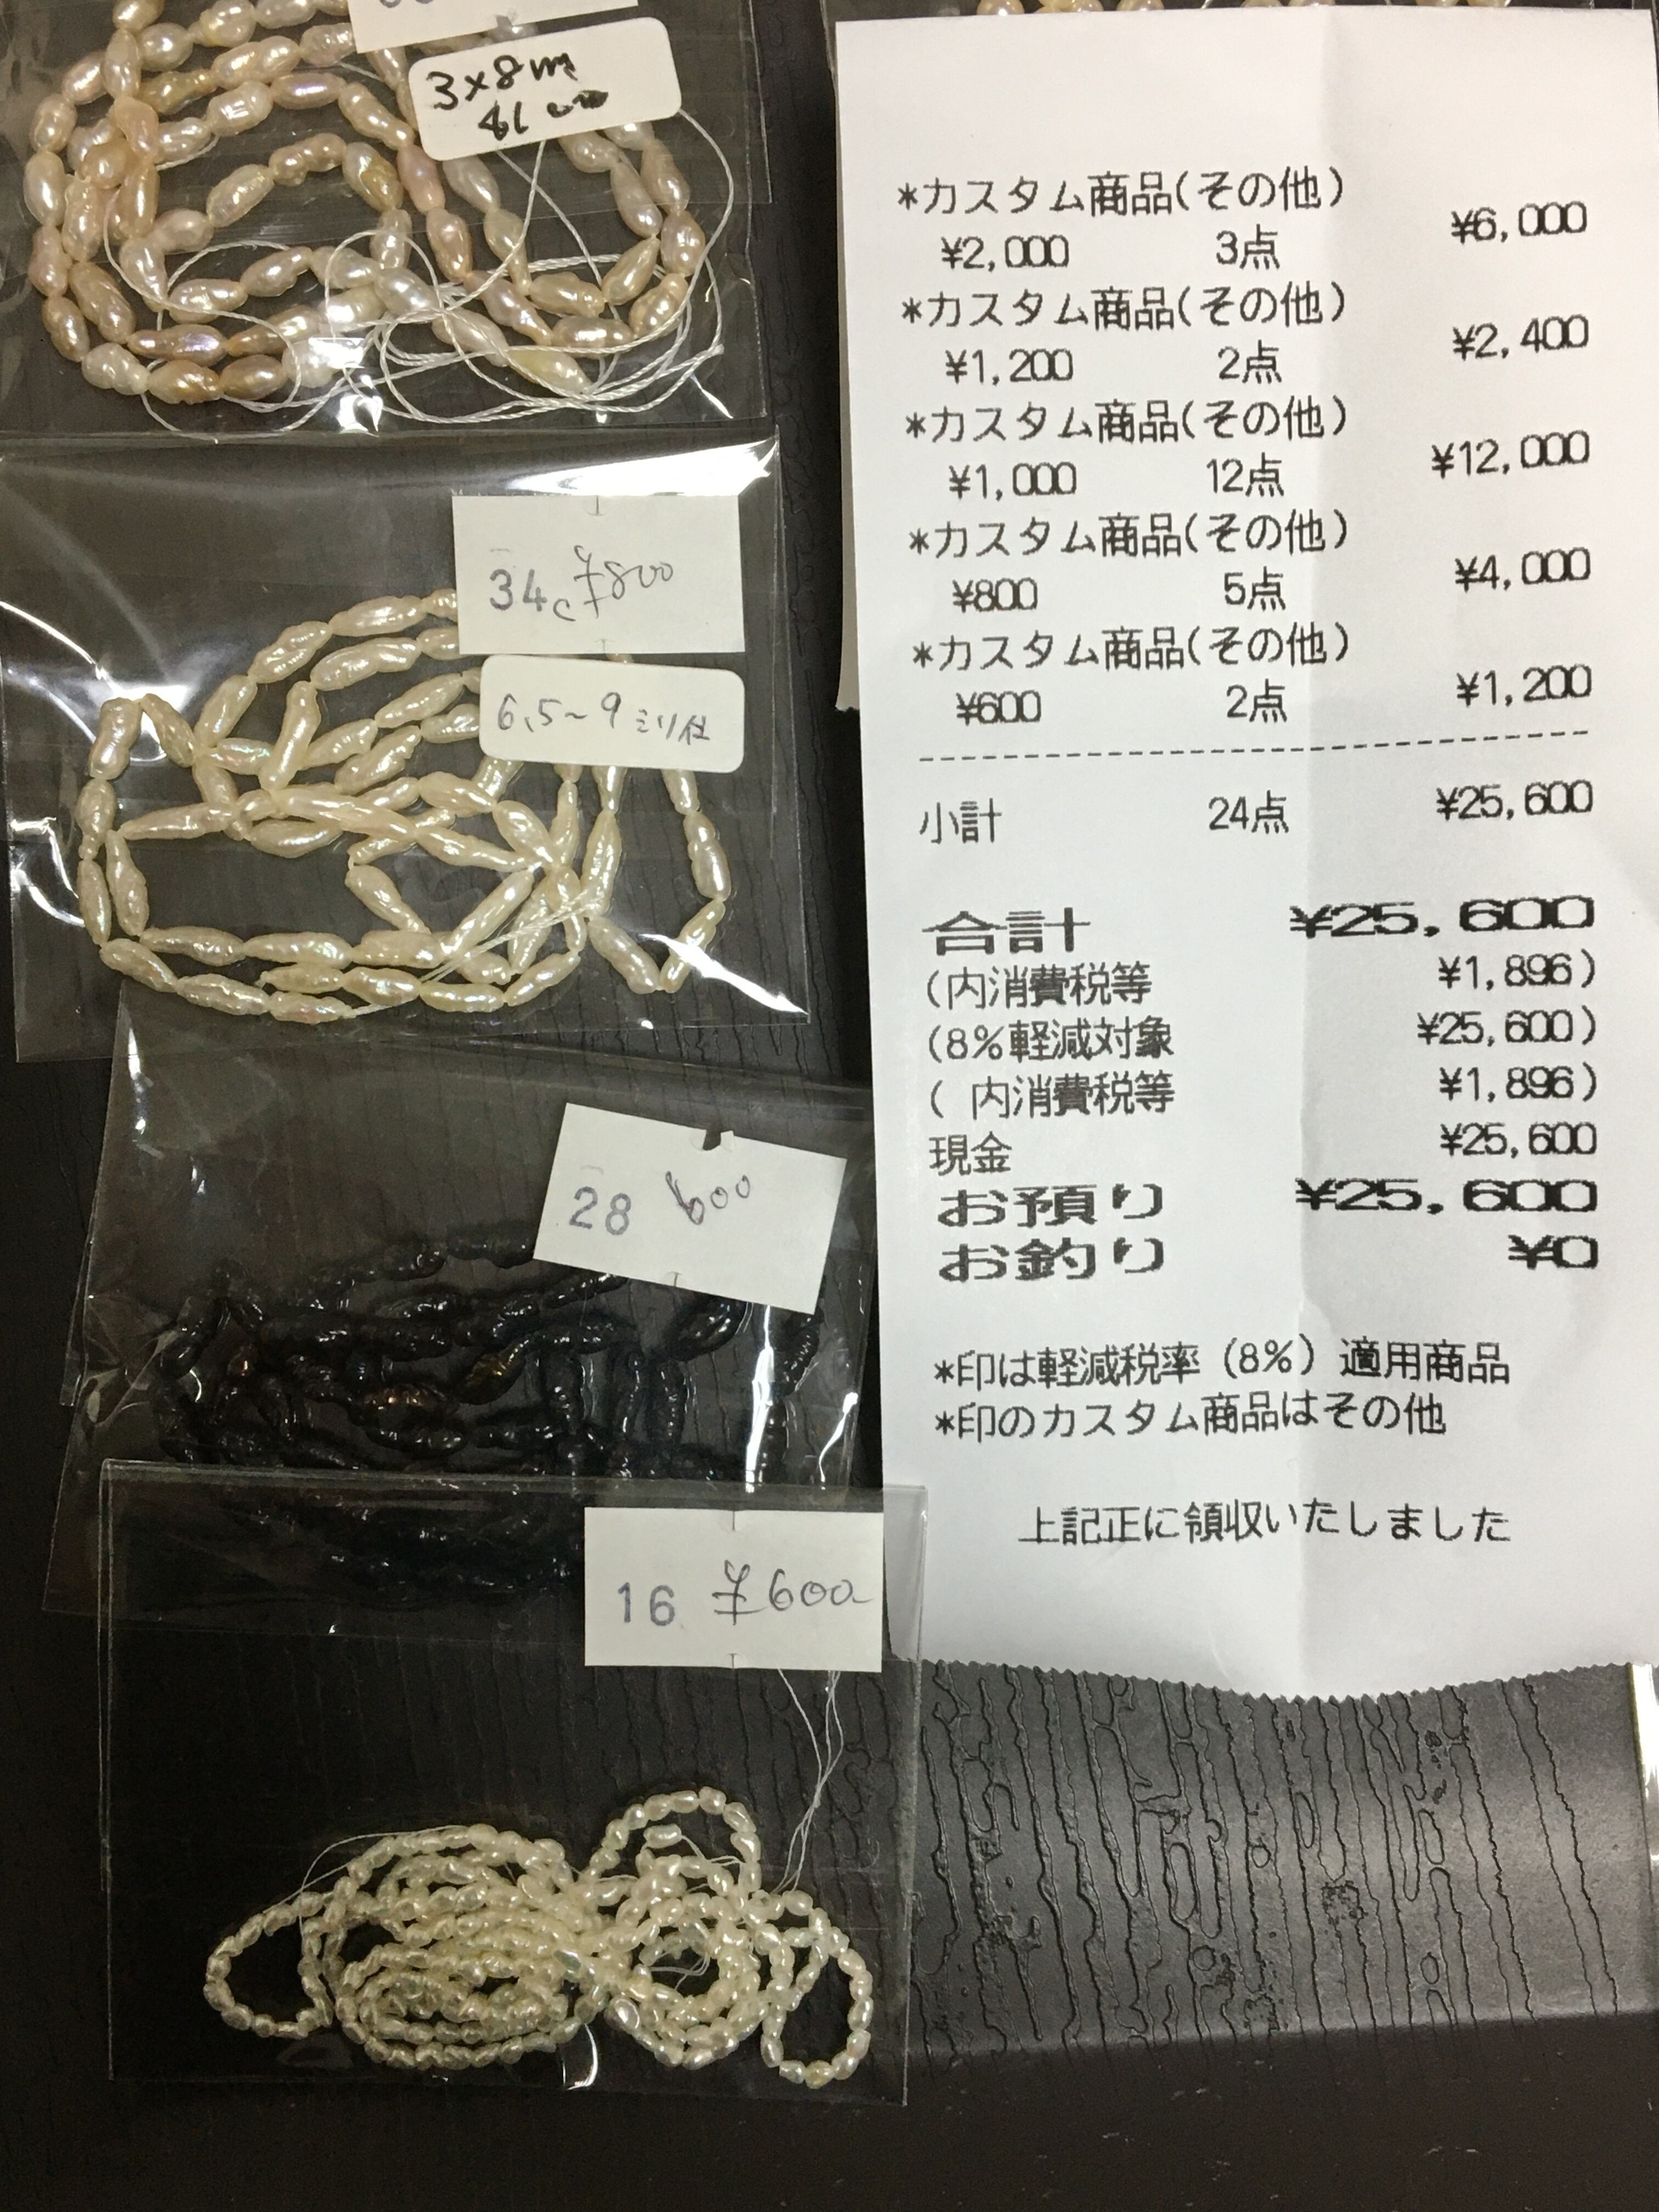 3×8m
34c ¥800
6,5~9ミリ位
28 600
16 ¥600
*カスタム商品(その他)
¥2,000 3点 ¥6,000
*カスタム商品(その他)
¥1,200 2点 ¥2,400
*カスタム商品(その他)
¥1,000 12点 ¥12,000
*カスタム商品(その他)
¥800 5点 ¥4,000
*カスタム商品(その他)
¥600 2点 ¥1,200
小計 24点 ¥25,600
合計 ¥25,600
(内消費税等 ¥1,896)
(8%軽減対象 ¥25,600)
( 内消費税等 ¥1,896)
現金 ¥25,600
お預り ¥25,600
お釣り ¥0
*印は軽減税率(8%)適用商品
*印のカスタム商品はその他
上記正に領収いたしました